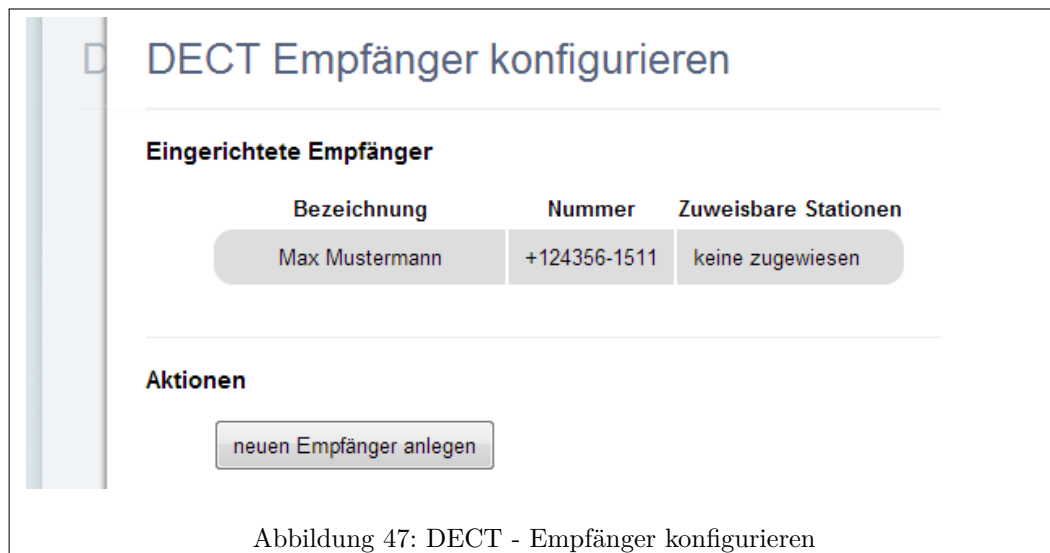 D DECT Empfänger konfigurieren
Eingerichtete Empfänger
Bezeichnung Nummer Zuweisbare Stationen
Max Mustermann +124356-1511 keine zugewiesen
Aktionen
neuen Empfänger anlegen
Abbildung 47: DECT - Empfänger konfigurieren